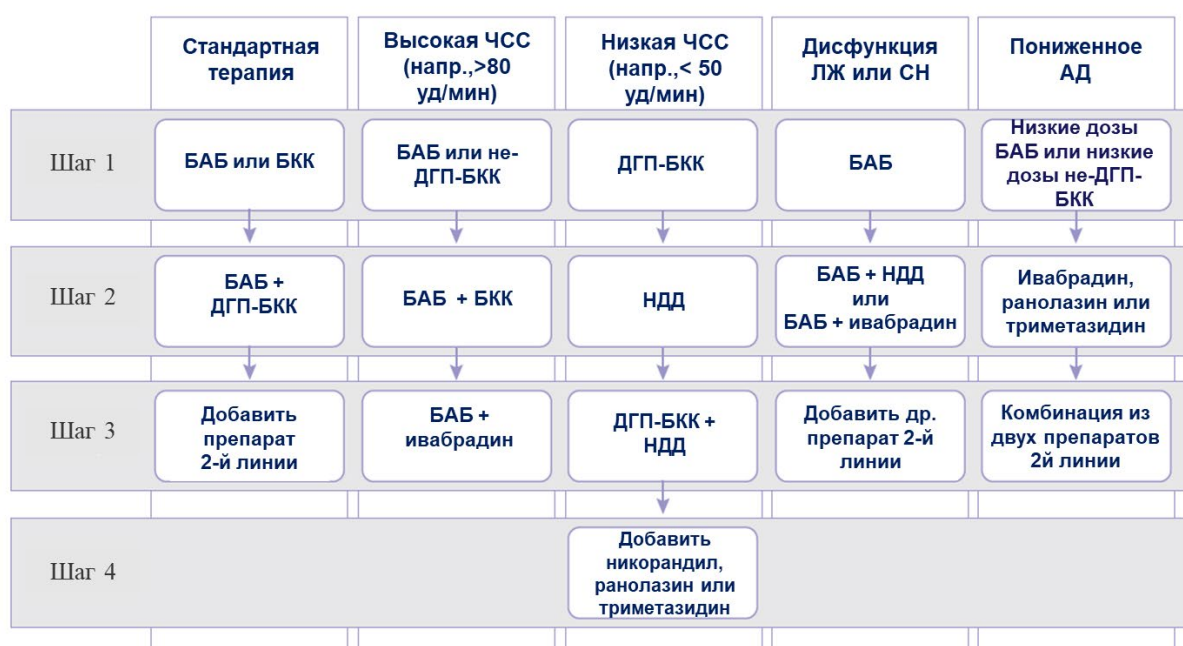 Стандартная
терапия
Высокая ЧСС
(напр.,>80
уд/мин)
Низкая ЧСС
(напр.,< 50
уд/мин)
Дисфункция
ЛЖ или СН
Пониженное
АД
Шаг 1
БАБ или БКК
БАБ или не-
ДГП-БКК
ДГП-БКК
БАБ
Низкие дозы
БАБ или низкие
дозы не-ДГП-
БКК
Шаг 2
БАБ +
ДГП-БКК
БАБ + БКК
НДД
БАБ + НДД
или
БАБ + ивабрадин
Ивабрадин,
ранолазин или
триметазидин
Шаг 3
Добавить
препарат
2-й линии
БАБ +
ивабрадин
ДГП-БКК +
НДД
Добавить др.
препарат 2-й
линии
Комбинация из
двух препаратов
2й линии
Шаг 4
Добавить
никорандил,
ранолазин или
триметазидин